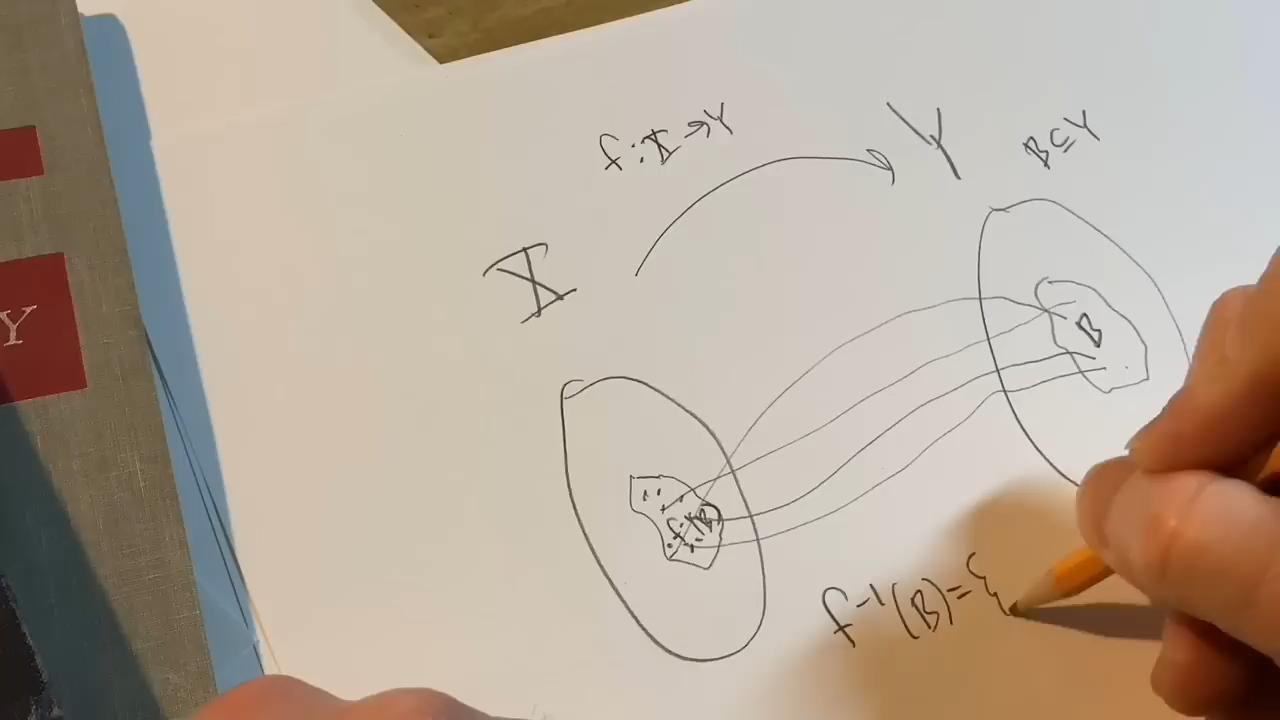 f: X → Y
Y
B ⊆ Y
X
B
f⁻¹(B)
f⁻¹(B) = {
Y